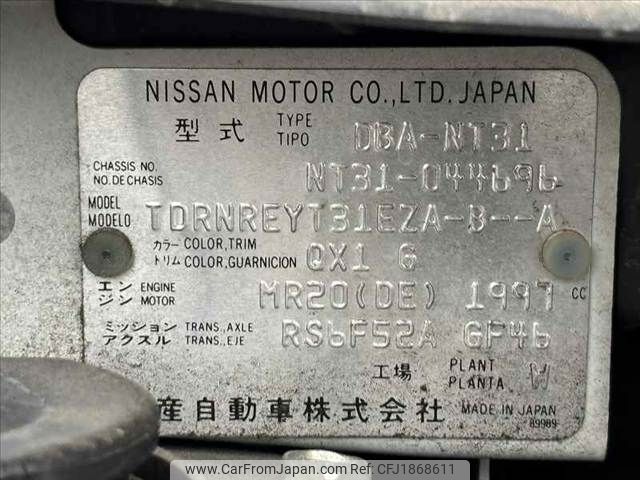 NISSAN MOTOR CO.,LTD. JAPAN
型式 TYPE TIPO DBA-NT31
CHASSIS NO. NO. DE CHASIS NT31-044696
MODEL MODELO TDRNREYT31EZA-B--A
カラー COLOR,TRIM トリム COLOR,GUARNICION QX1 G
エンジン ENGINE MOTOR MR20(DE) 1997 CC
ミッション TRANS.,AXLE アクスル TRANS.,EJE RS6F52A GF46
工場 PLANT PLANTA W
産自動車株式会社 MADE IN JAPAN
89989
www.CarFromJapan.com - CFJ1868611